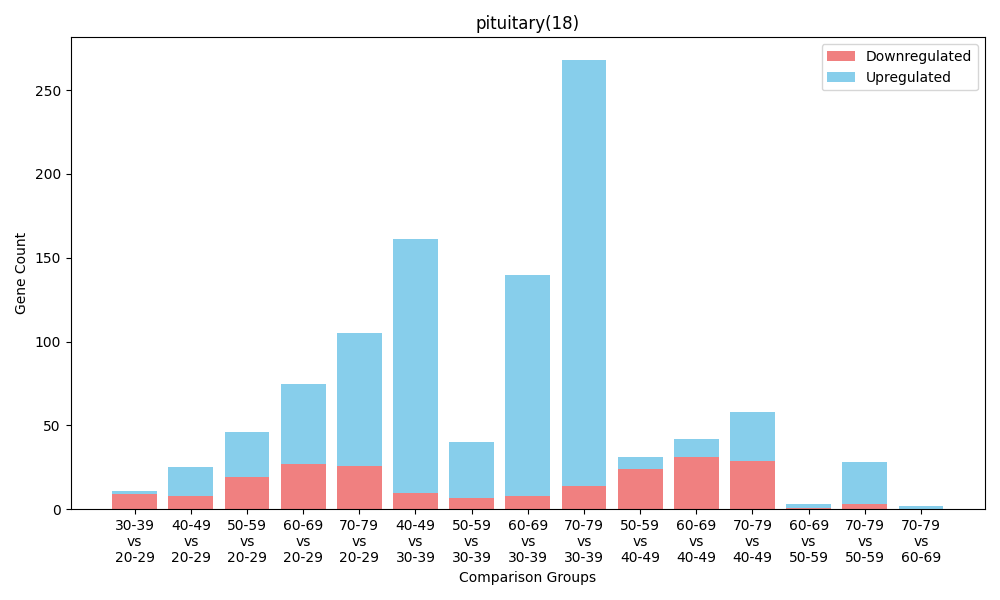 pituitary(18)
Downregulated
Upregulated
Gene Count
250
200
150
100
50
0
30-39 vs 20-29
40-49 vs 20-29
50-59 vs 20-29
60-69 vs 20-29
70-79 vs 20-29
40-49 vs 30-39
50-59 vs 30-39
60-69 vs 30-39
70-79 vs 30-39
50-59 vs 40-49
60-69 vs 40-49
70-79 vs 40-49
60-69 vs 50-59
70-79 vs 50-59
70-79 vs 60-69
Comparison Groups